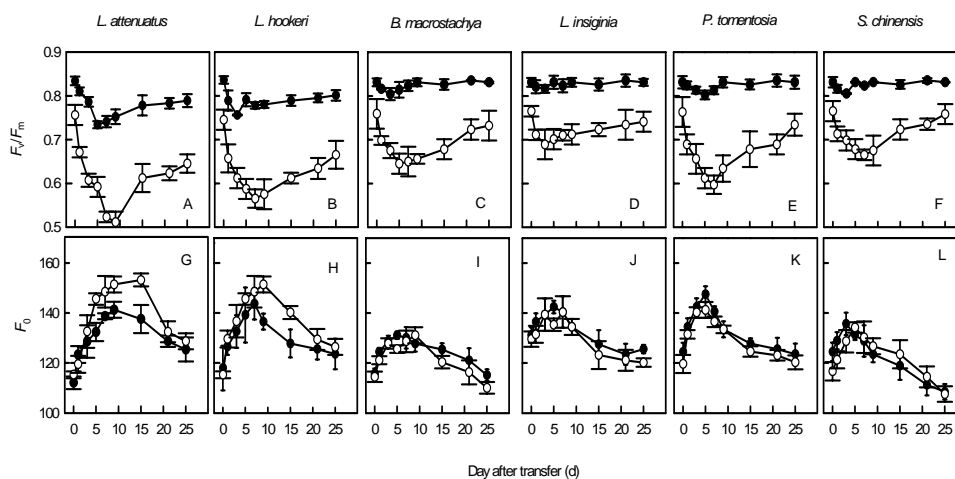 L. attenuatus L. hookeri B. macrostachya L. insiginia P. tomentosia S. chinensis
0.9
0.8
0.7
0.6
0.5
Fv/Fm
A B C D E F
160
140
120
100
F0
G H I J K L
0 5 10 15 20 25 0 5 10 15 20 25 0 5 10 15 20 25 0 5 10 15 20 25 0 5 10 15 20 25 0 5 10 15 20 25
Day after transfer (d)